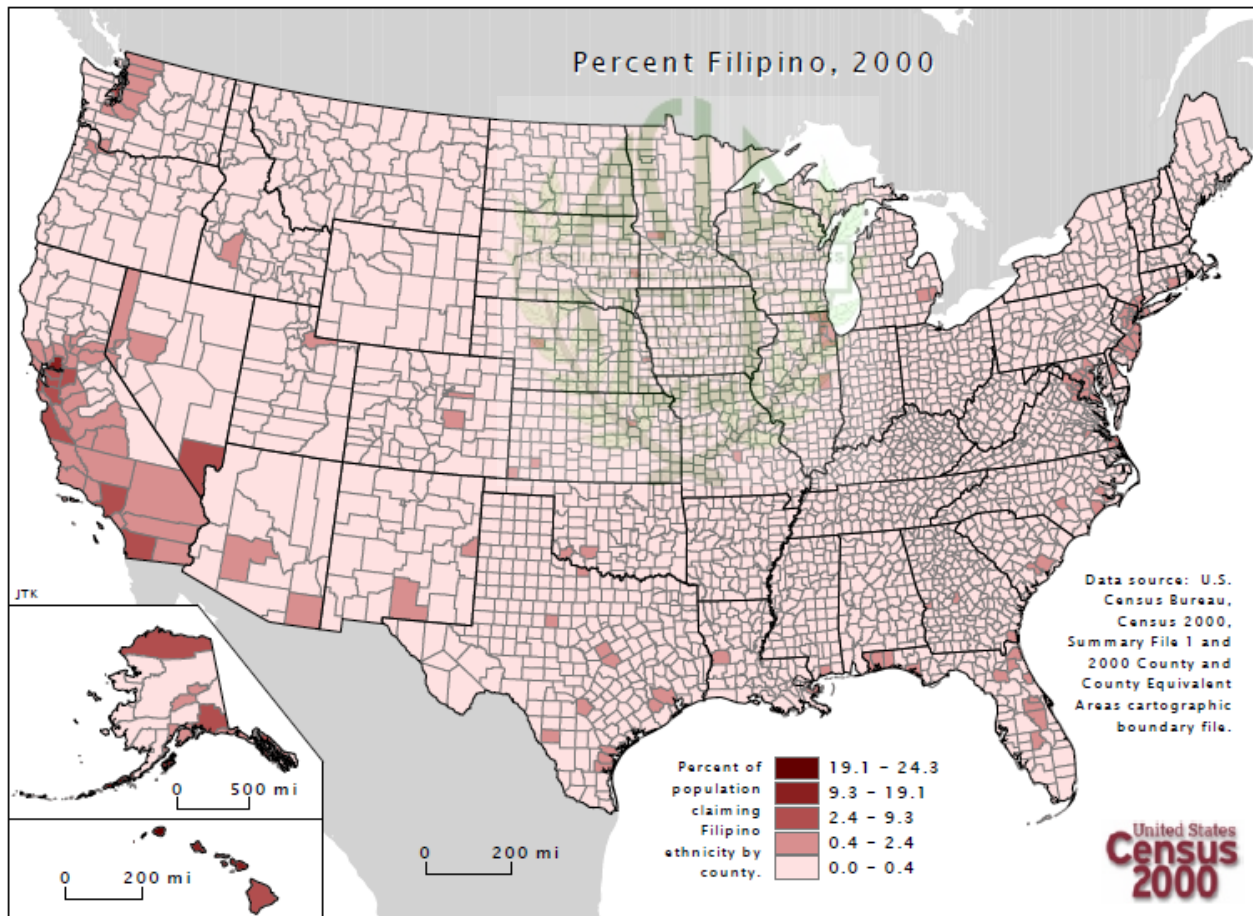 Percent Filipino, 2000
JTK
0 500 mi
0 200 mi
0 200 mi
Percent of
population
claiming
Filipino
ethnicity by
county.
19.1 - 24.3
9.3 - 19.1
2.4 - 9.3
0.4 - 2.4
0.0 - 0.4
Data source: U.S.
Census Bureau,
Census 2000,
Summary File 1 and
2000 County and
County Equivalent
Areas cartographic
boundary file.
United States
Census
2000